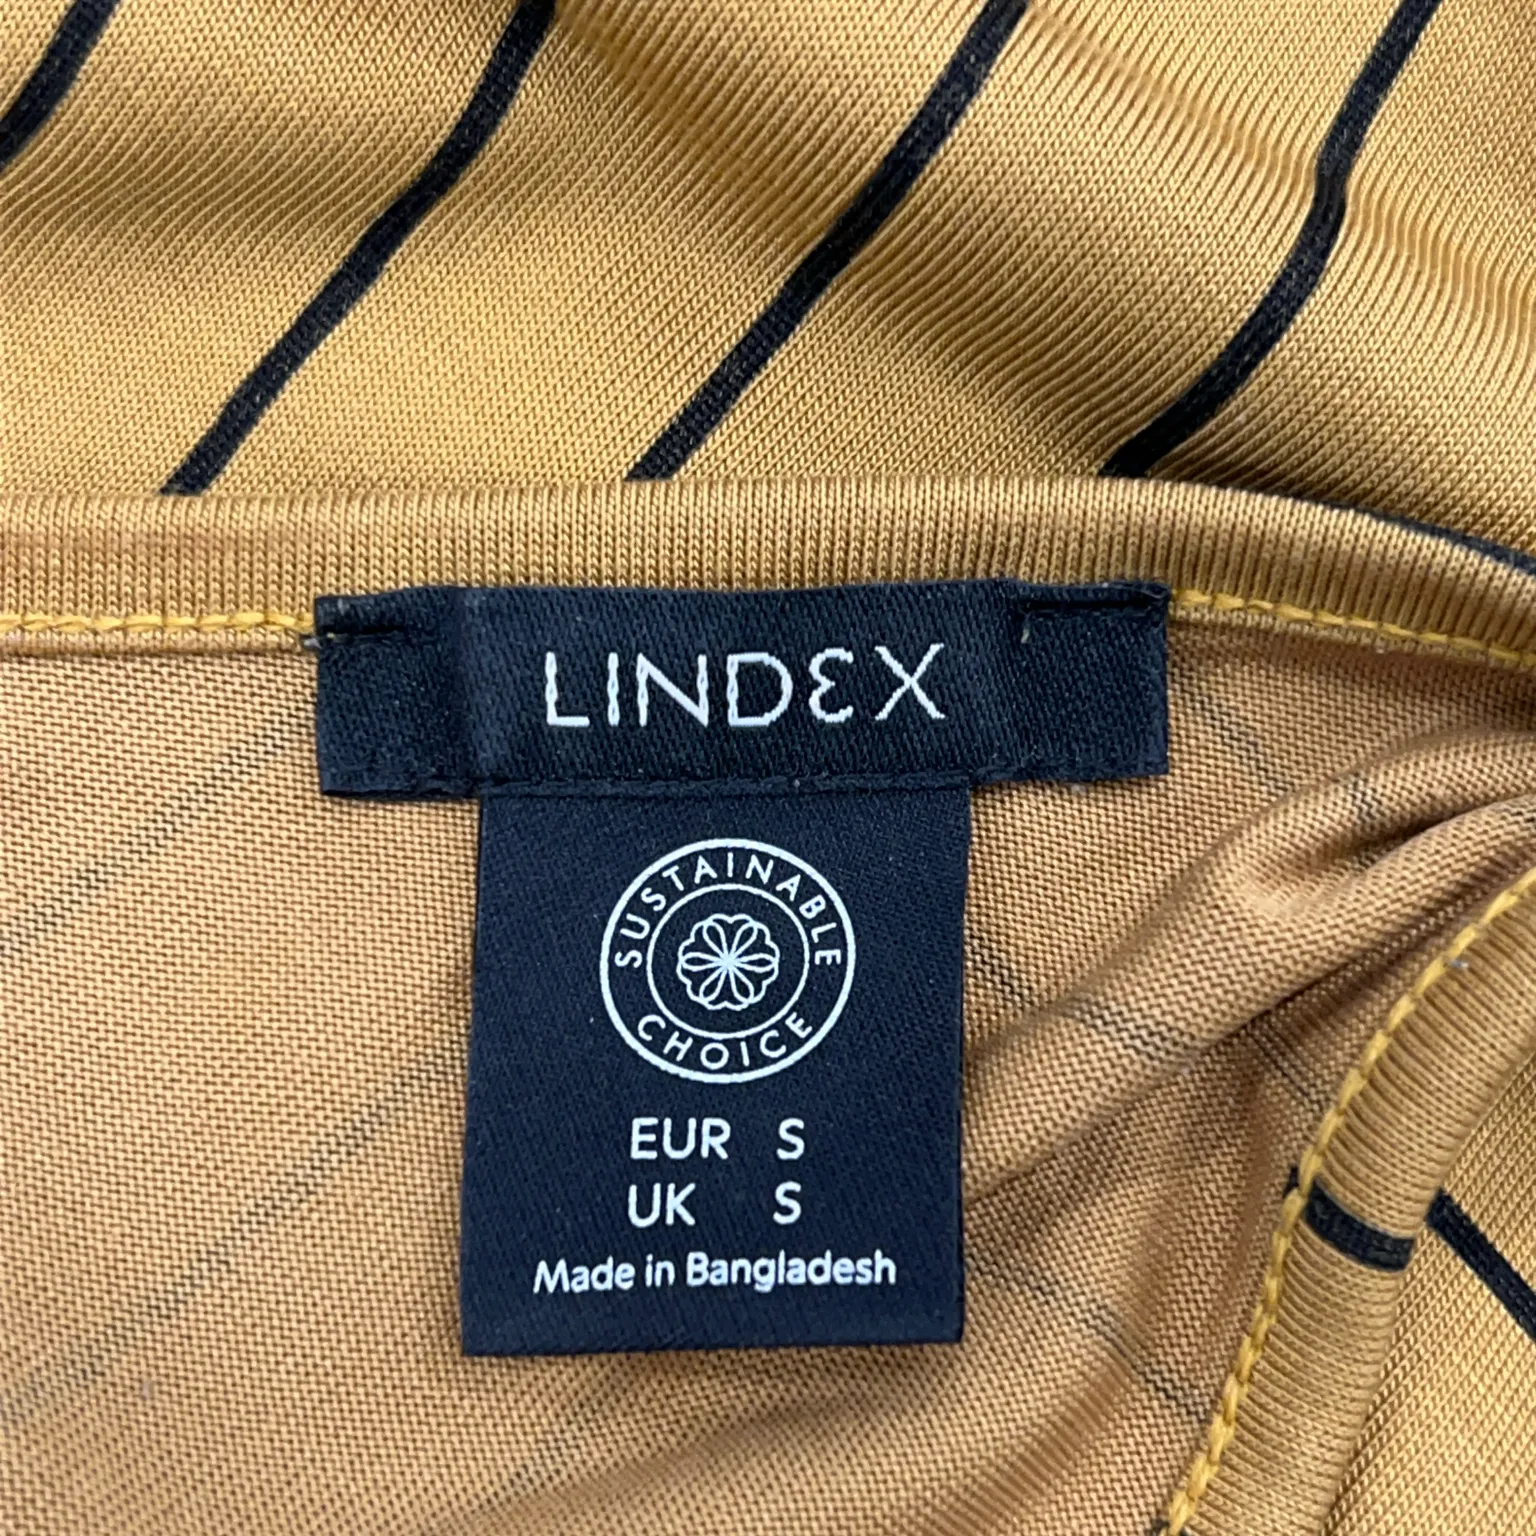 LINDEX
SUSTAINABLE
CHOICE
EUR S
UK S
Made in Bangladesh